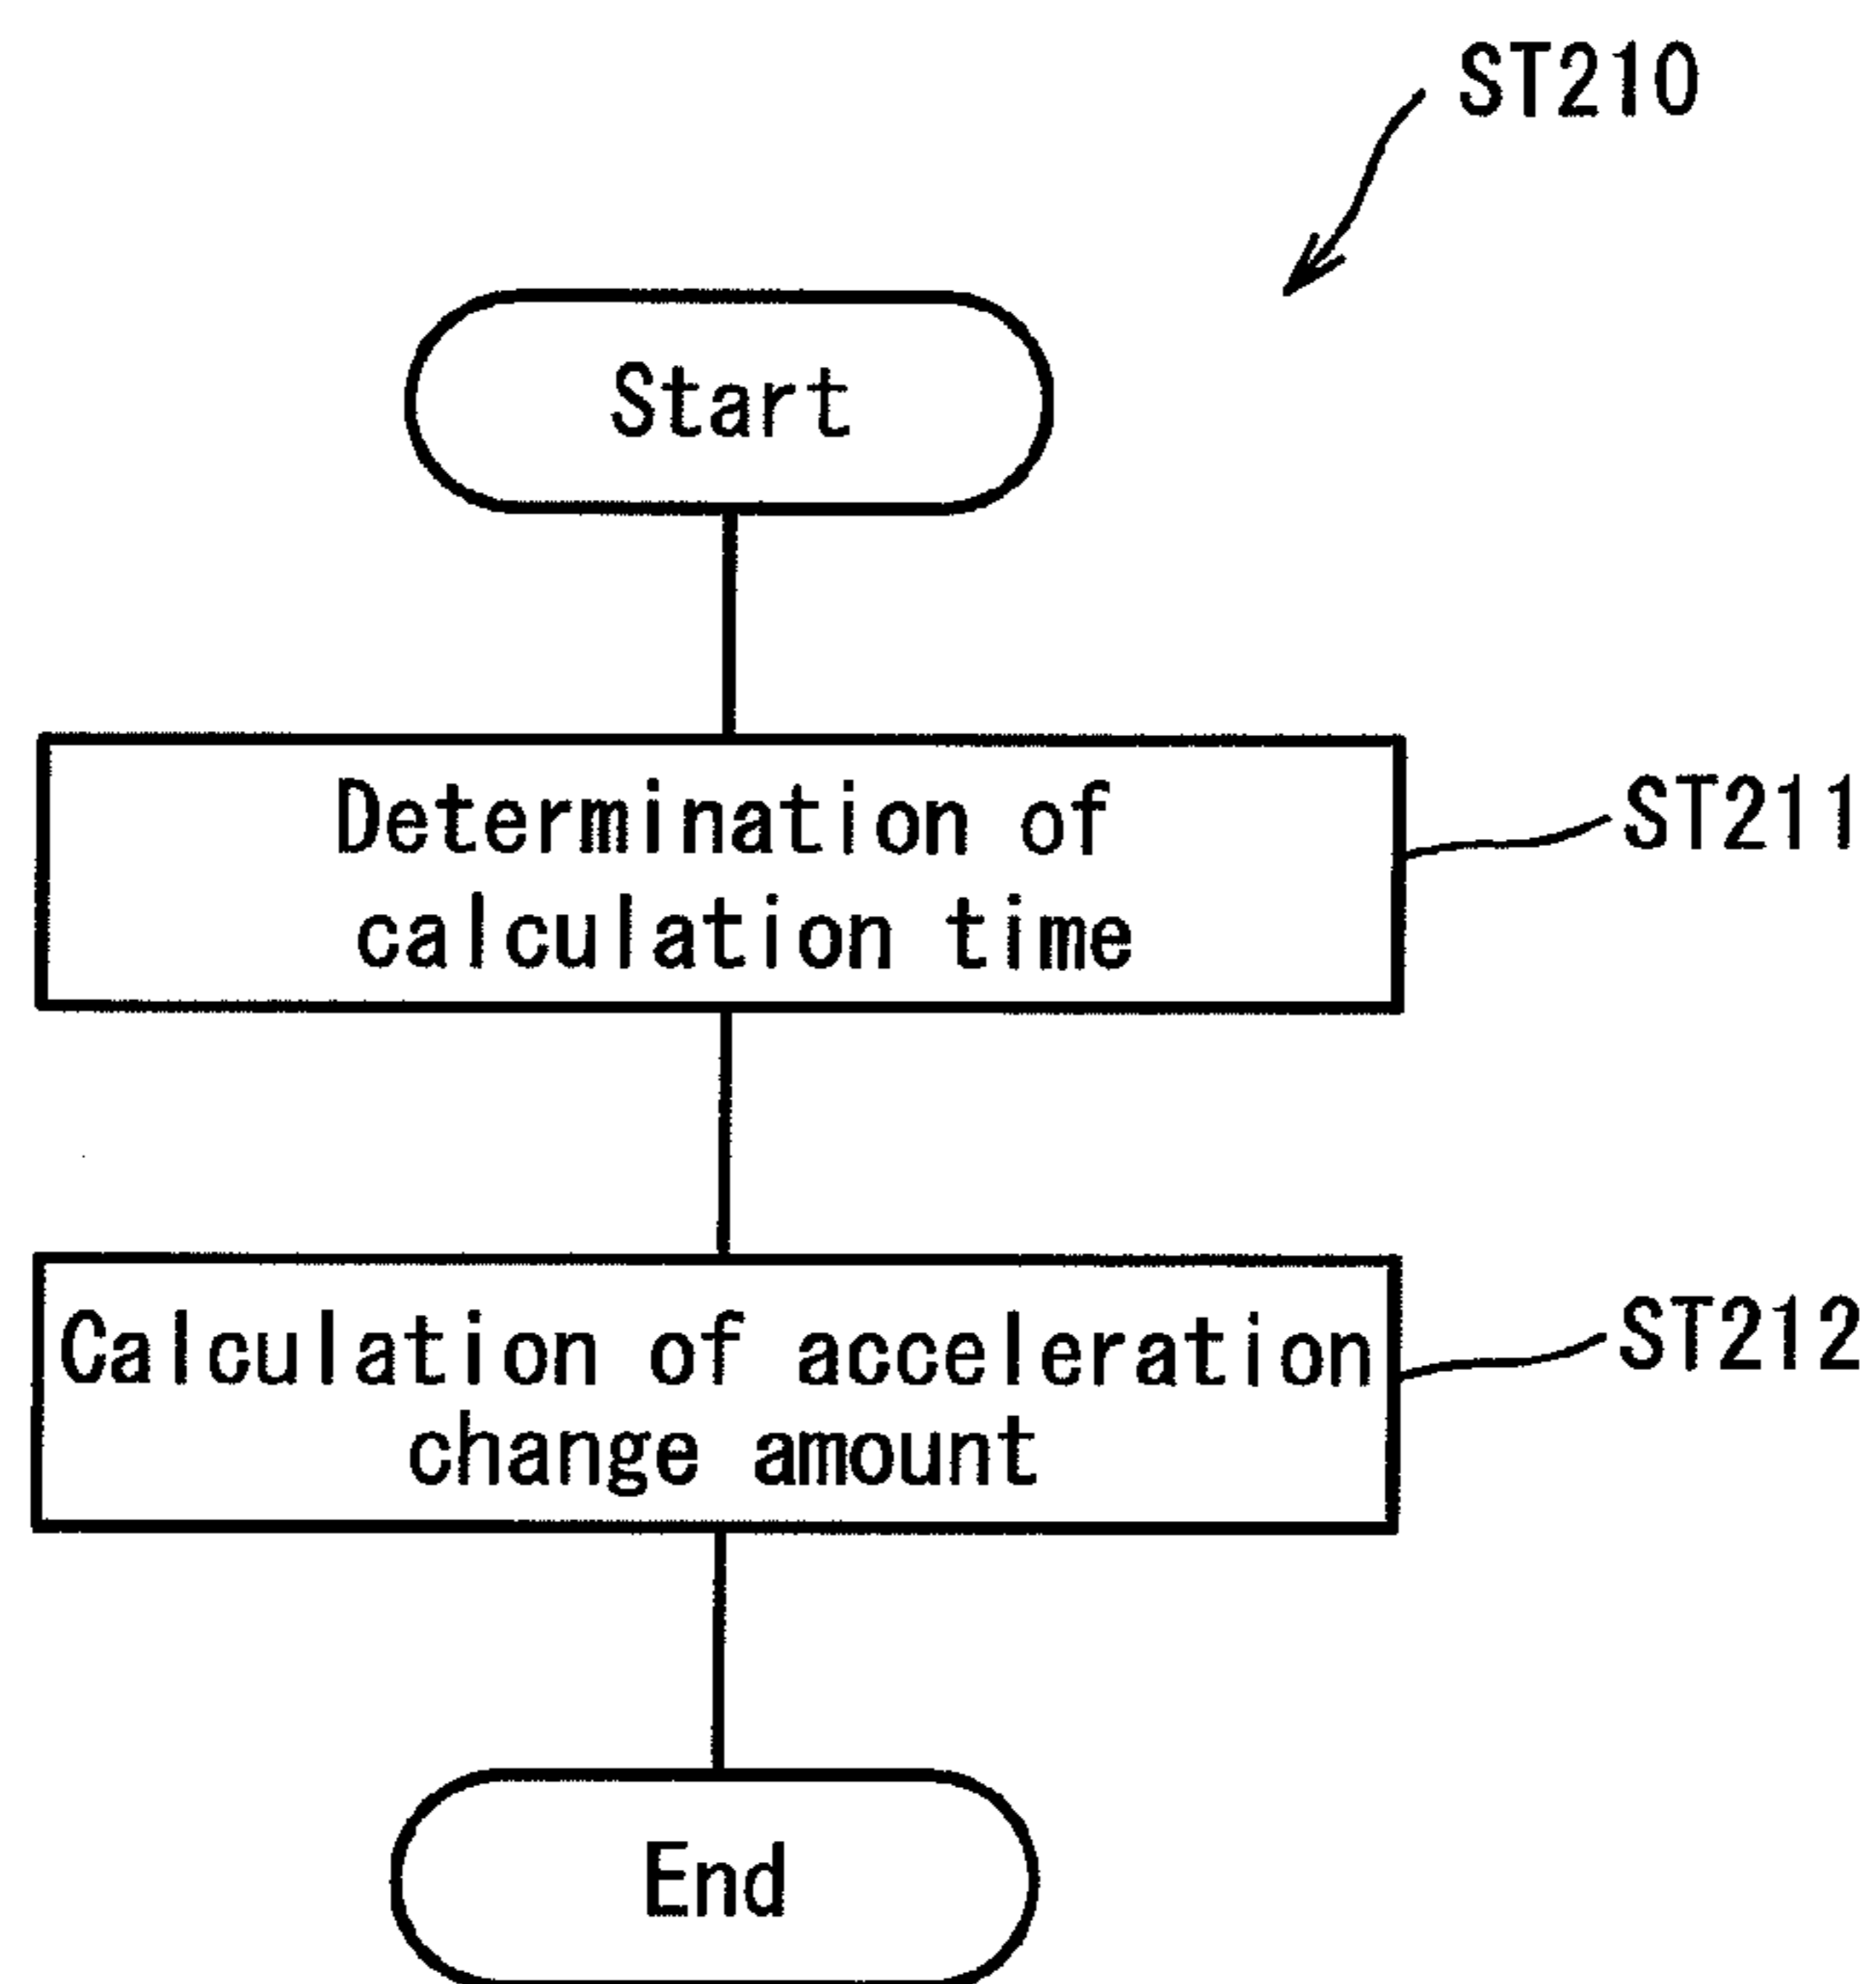 ST210
Start
Determination of
calculation time
ST211
Calculation of acceleration
change amount
ST212
End